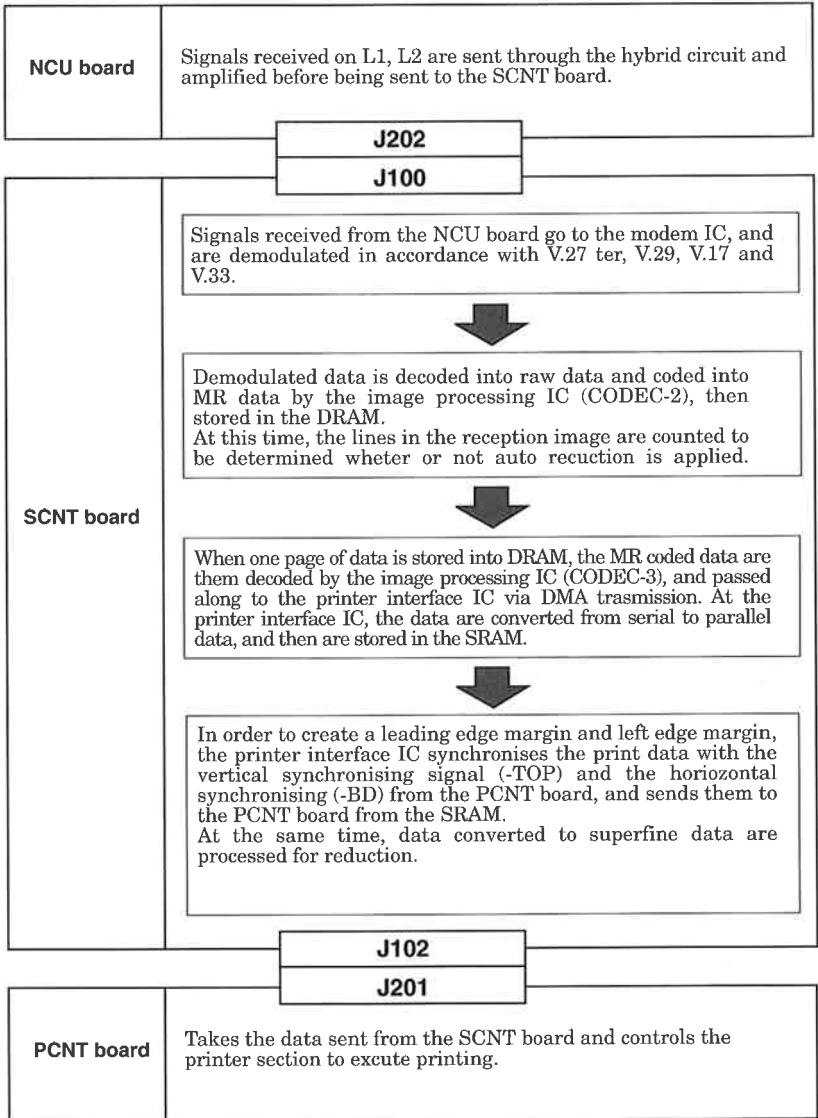 NCU board
Signals received on L1, L2 are sent through the hybrid circuit and
amplified before being sent to the SCNT board.
J202
J100
SCNT board
Signals received from the NCU board go to the modem IC, and
are demodulated in accordance with V.27 ter, V.29, V.17 and
V.33.
Demodulated data is decoded into raw data and coded into
MR data by the image processing IC (CODEC-2), then
stored in the DRAM.
At this time, the lines in the reception image are counted to
be determined wheter or not auto recuction is applied.
When one page of data is stored into DRAM, the MR coded data are
them decoded by the image processing IC (CODEC-3), and passed
along to the printer interface IC via DMA trasmission. At the
printer interface IC, the data are converted from serial to parallel
data, and then are stored in the SRAM.
In order to create a leading edge margin and left edge margin,
the printer interface IC synchronises the print data with the
vertical synchronising signal (-TOP) and the horiozontal
synchronising (-BD) from the PCNT board, and sends them to
the PCNT board from the SRAM.
At the same time, data converted to superfine data are
processed for reduction.
J102
J201
PCNT board
Takes the data sent from the SCNT board and controls the
printer section to excute printing.